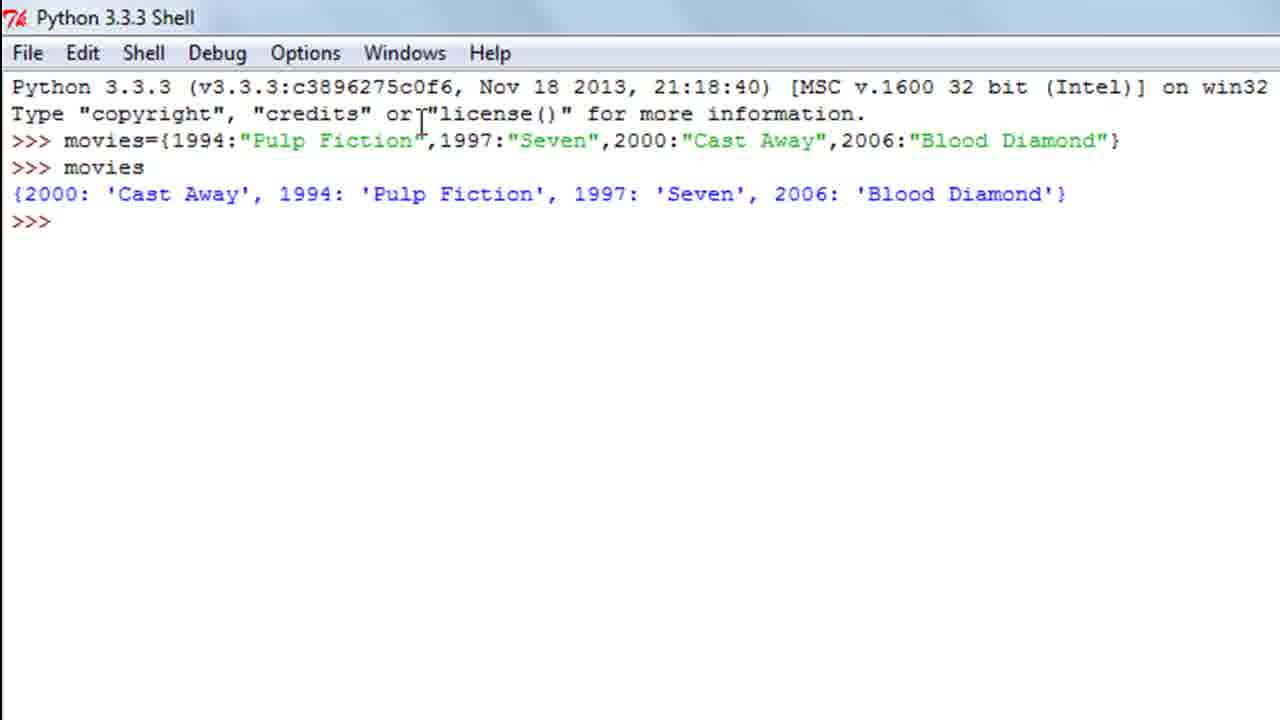 Python 3.3.3 Shell
File Edit Shell Debug Options Windows Help
Python 3.3.3 (v3.3.3:c3896275c0f6, Nov 18 2013, 21:18:40) [MSC v.1600 32 bit (Intel)] on win32
Type "copyright", "credits" or "license()" for more information.
>>> movies={1994:"Pulp Fiction",1997:"Seven",2000:"Cast Away",2006:"Blood Diamond"}
>>> movies
{2000: 'Cast Away', 1994: 'Pulp Fiction', 1997: 'Seven', 2006: 'Blood Diamond'}
>>>